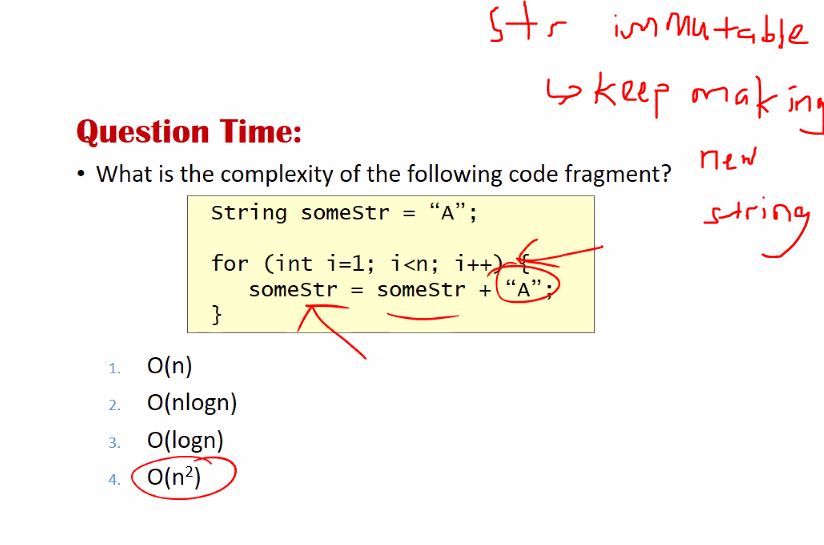 str immutable
↳ keep making
new
string
Question Time:
• What is the complexity of the following code fragment?
String someStr = “A”;
for (int i=1; i<n; i++) {
someStr = someStr + “A”;
}
1. O(n)
2. O(nlogn)
3. O(logn)
4. O(n²)